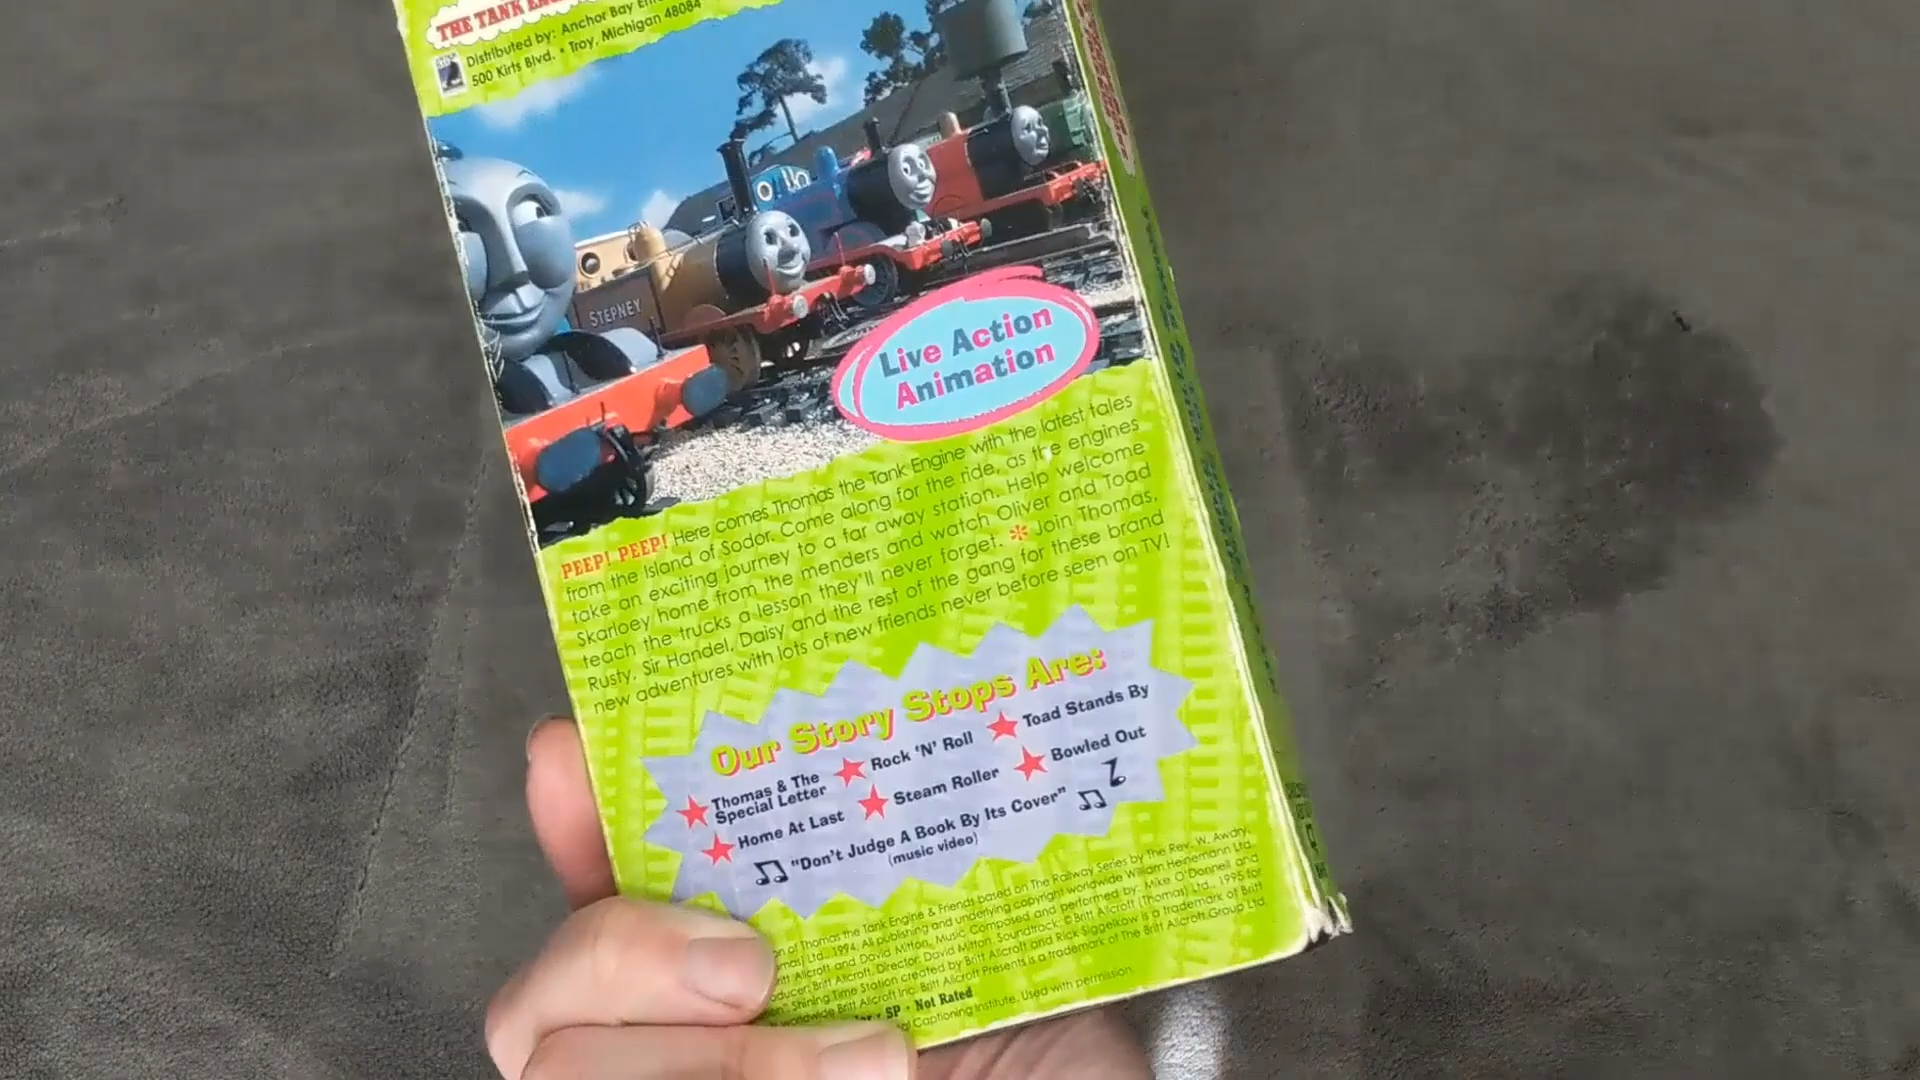 THE TANK
Distributed by: Anchor Bay
500 Kirts Blvd. • Troy, Michigan 48084
STEPNEY
Live Action
Animation
PEEP! PEEP! Here comes Thomas the Tank Engine with the latest tales
from the Island of Sodor. Come along for the ride, as the engines
take an exciting journey to a far away station. Help welcome
Skarloey home from the menders and watch Oliver and Toad
teach the trucks a lesson they'll never forget. * Join Thomas,
Rusty, Sir Handel, Daisy and the rest of the gang for these brand
new adventures with lots of new friends never before seen on TV!
Our Story Stops Are:
★ Thomas & The
Special Letter
★ Rock 'N' Roll
★ Toad Stands By
★ Home At Last
★ Steam Roller
★ Bowled Out
"Don't Judge A Book By Its Cover"
(music video)
of Thomas the Tank Engine & Friends based on The Railway Series by The Rev. W. Awdry.
Ltd., 1994. All publishing and underlying copyright worldwide William Heinemann Ltd.
Allcroft and David Mitton, Music Composed and performed by: Mike O'Donnell and
Britt Allcroft, Director: David Mitton. Soundtrack: © Britt Allcroft (Thomas) Ltd., 1995 for
Shining Time Station created by Britt Allcroft and Rick Siggelkow is a trademark of Britt
worldwide Britt Allcroft Inc. Britt Allcroft Presents is a trademark of The Britt Allcroft Group Ltd.
• SP • Not Rated
Captioning Institute. Used with permission.